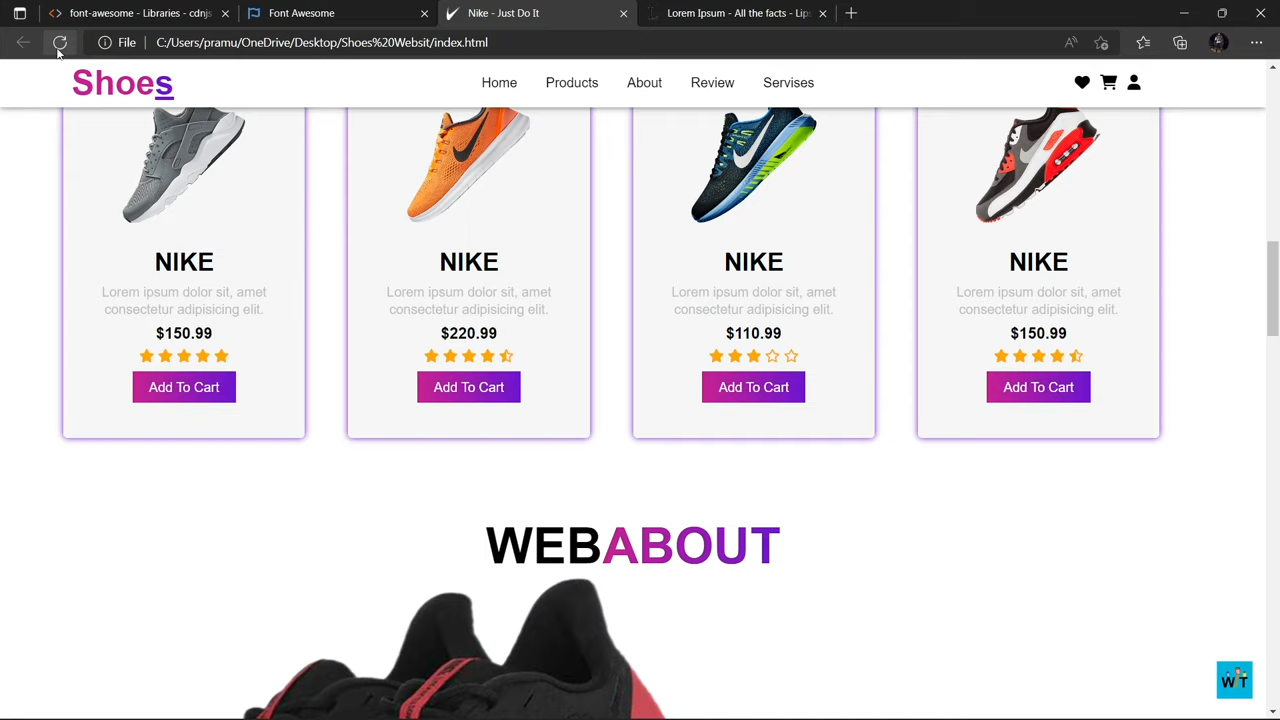 font-awesome - Libraries - cdnjs
Font Awesome
Nike - Just Do It
Lorem Ipsum - All the facts - Lips
File
C:/Users/pramu/OneDrive/Desktop/Shoes%20Websit/index.html
Shoes
Home
Products
About
Review
Servises
NIKE
Lorem ipsum dolor sit, amet
consectetur adipisicing elit.
$150.99
Add To Cart
NIKE
Lorem ipsum dolor sit, amet
consectetur adipisicing elit.
$220.99
Add To Cart
NIKE
Lorem ipsum dolor sit, amet
consectetur adipisicing elit.
$110.99
Add To Cart
NIKE
Lorem ipsum dolor sit, amet
consectetur adipisicing elit.
$150.99
Add To Cart
WEBABOUT
WT